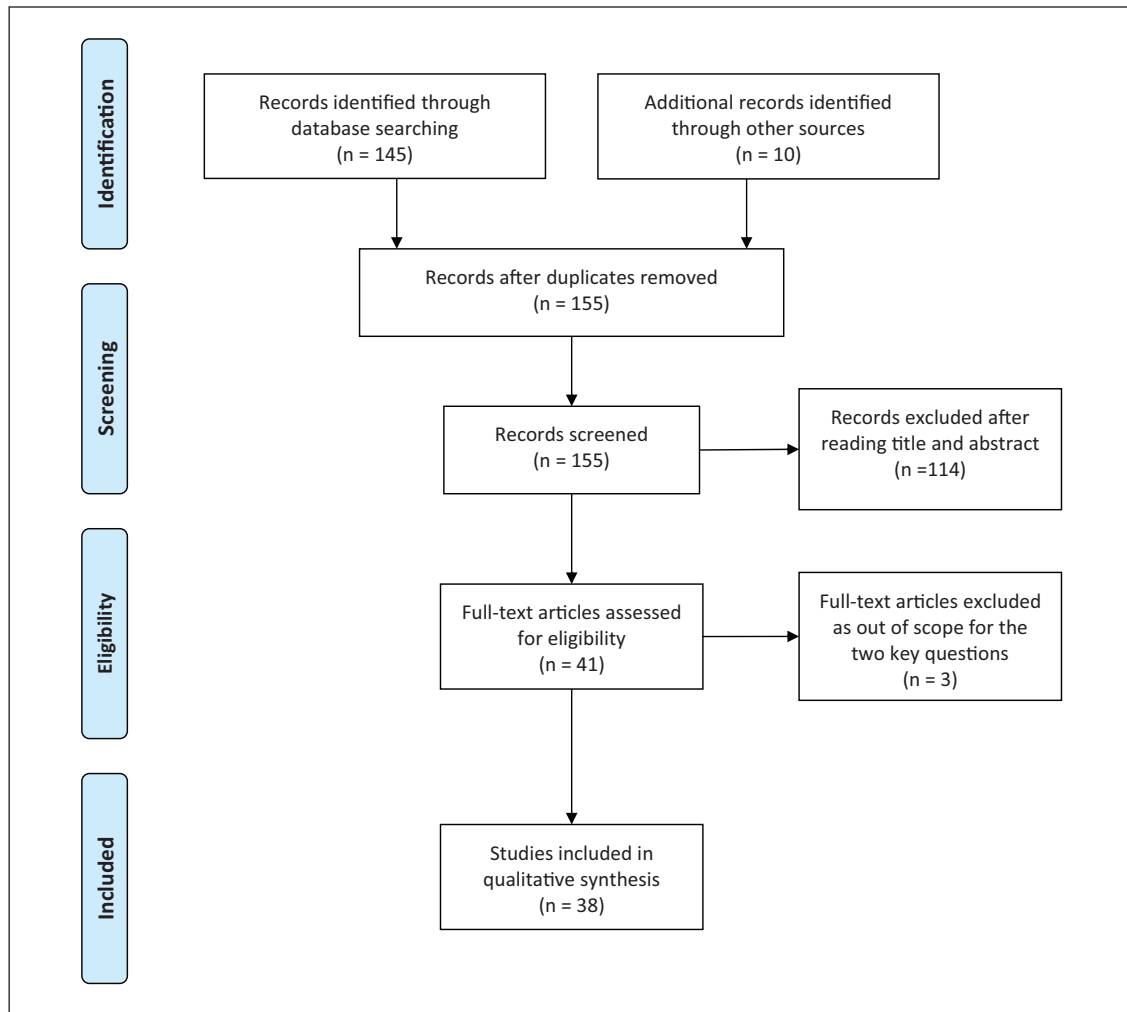 Identification
Records identified through
database searching
(n = 145)
Additional records identified
through other sources
(n = 10)
Records after duplicates removed
(n = 155)
Screening
Records screened
(n = 155)
Records excluded after
reading title and abstract
(n =114)
Eligibility
Full-text articles assessed
for eligibility
(n = 41)
Full-text articles excluded
as out of scope for the
two key questions
(n = 3)
Included
Studies included in
qualitative synthesis
(n = 38)